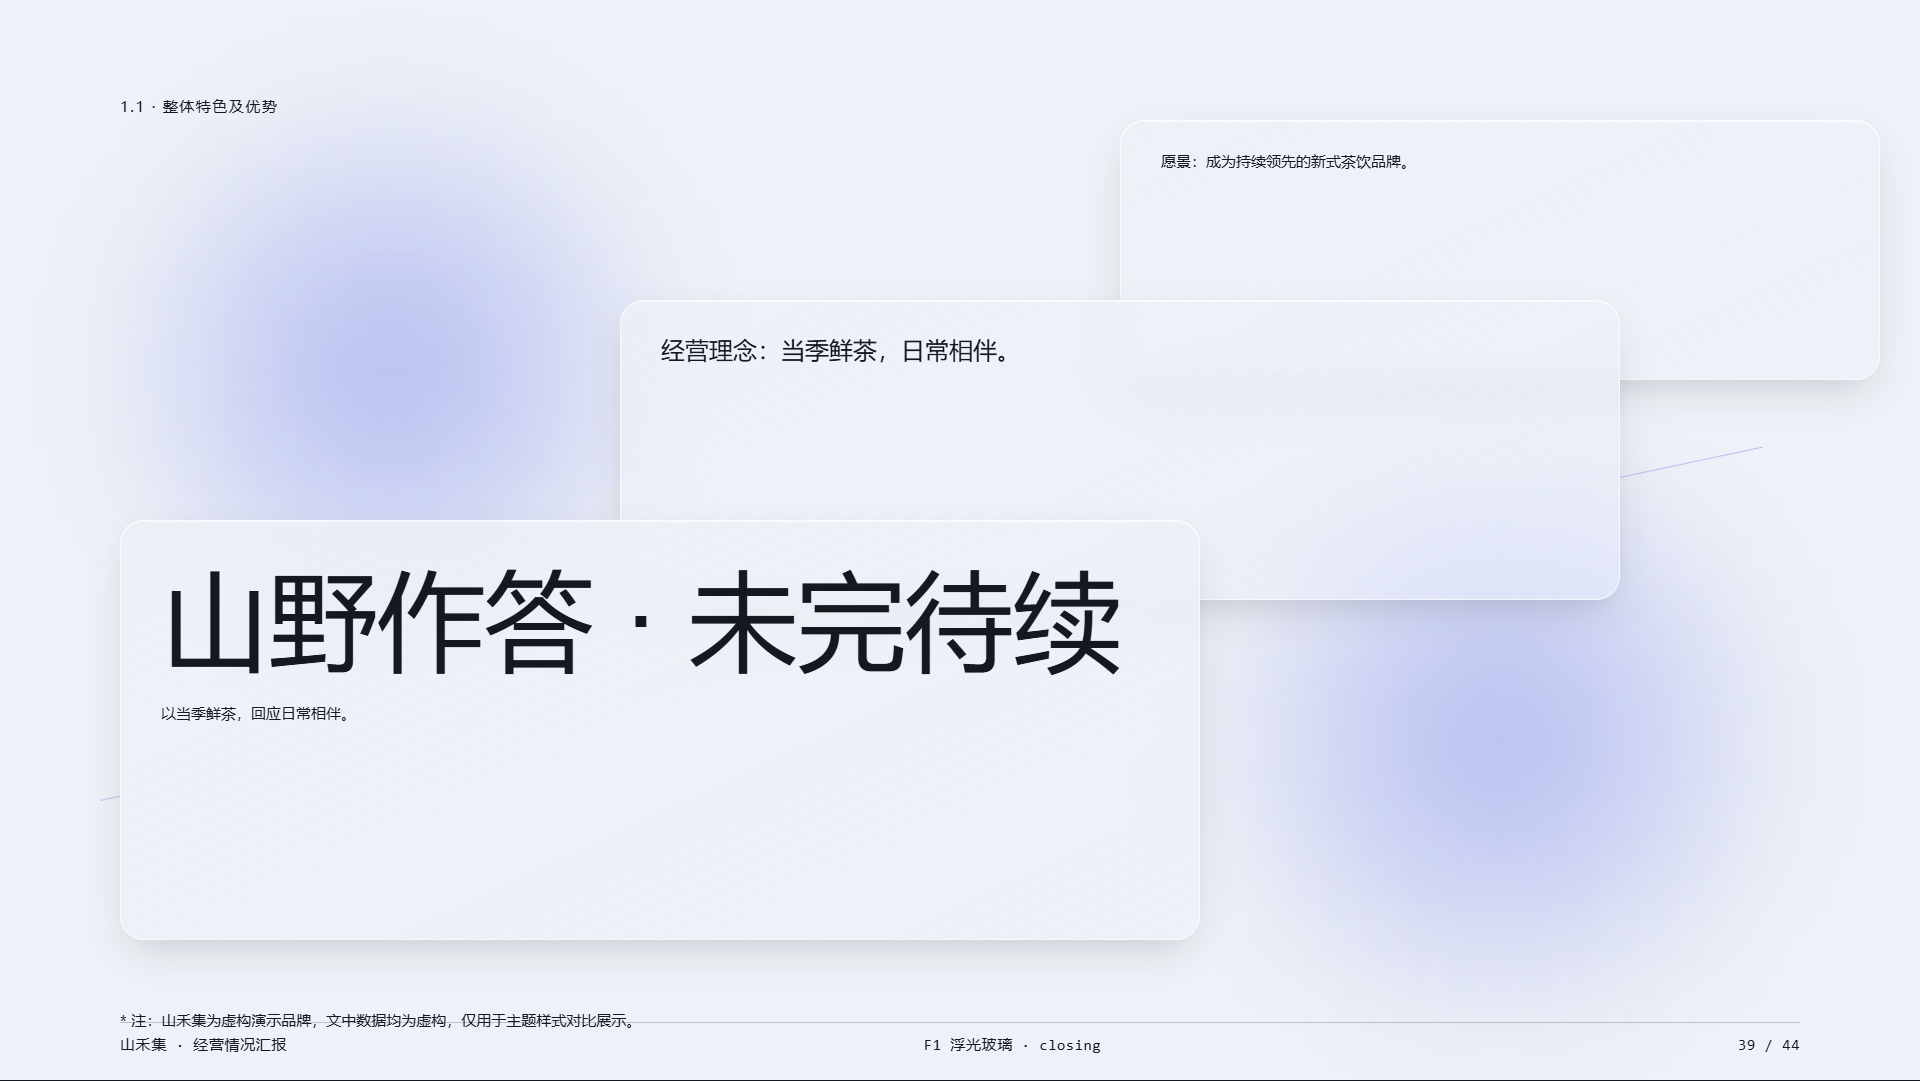 1.1 · 整体特色及优势
愿景：成为持续领先的新式茶饮品牌。
经营理念：当季鲜茶，日常相伴。
山野作答 · 未完待续
以当季鲜茶，回应日常相伴。
* 注：山禾集为虚构演示品牌，文中数据均为虚构，仅用于主题样式对比展示。
山禾集 · 经营情况汇报
F1 浮光玻璃 · closing
39 / 44